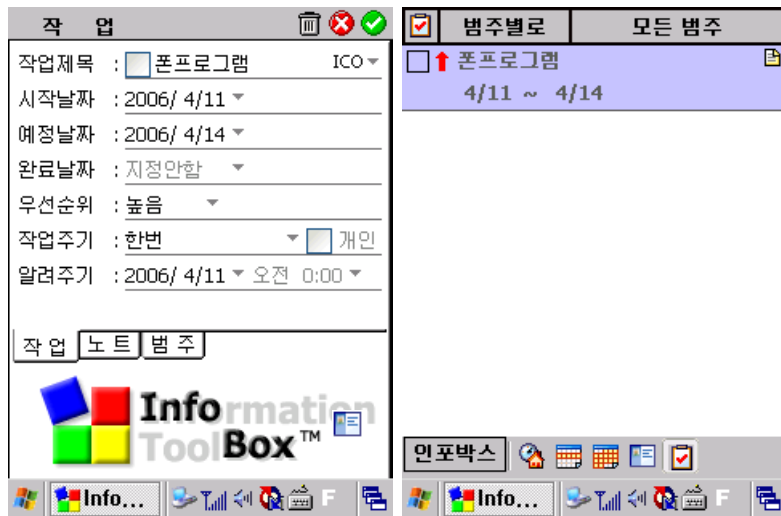 작 업
작업제목 : 폰프로그램 ICO
시작날짜 : 2006/ 4/11
예정날짜 : 2006/ 4/14
완료날짜 : 지정안함
우선순위 : 높음
작업주기 : 한번 개인
알려주기 : 2006/ 4/11 오전 0:00
작 업 노 트 범 주
Information
ToolBox™
Info... F
범주별로 모든 범주
폰프로그램
4/11 ~ 4/14
인포박스
Info... F